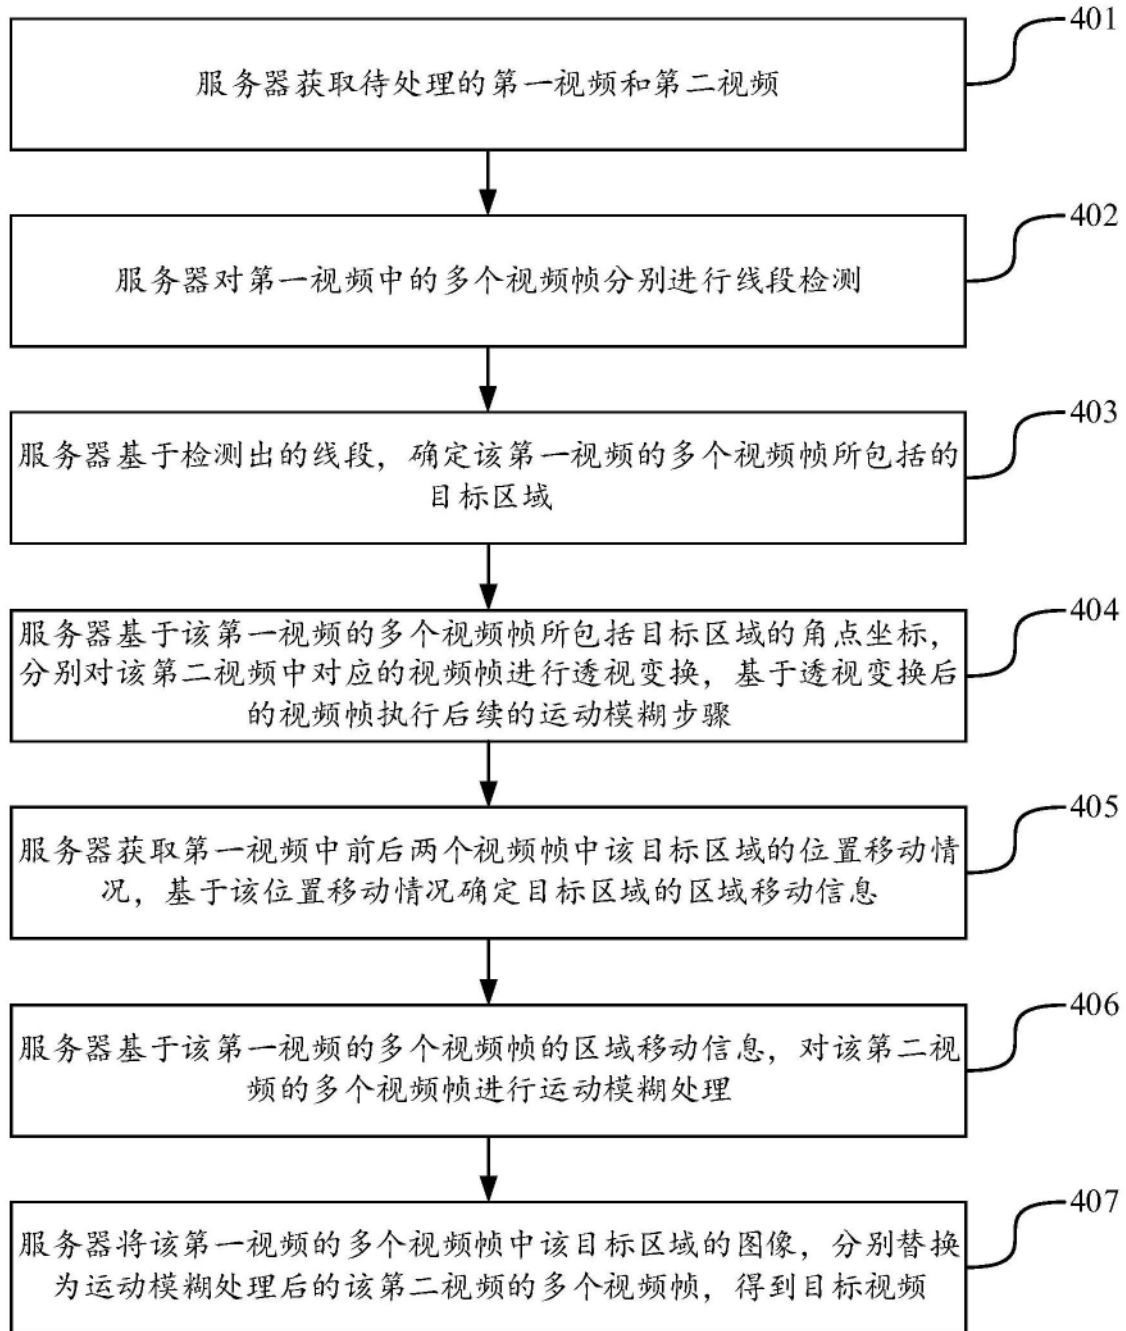 401
服务器获取待处理的第一视频和第二视频
402
服务器对第一视频中的多个视频帧分别进行线段检测
403
服务器基于检测出的线段，确定该第一视频的多个视频帧所包括的
目标区域
404
服务器基于该第一视频的多个视频帧所包括目标区域的角点坐标，
分别对该第二视频中对应的视频帧进行透视变换，基于透视变换后
的视频帧执行后续的运动模糊步骤
405
服务器获取第一视频中前后两个视频帧中该目标区域的位置移动情
况，基于该位置移动情况确定目标区域的区域移动信息
406
服务器基于该第一视频的多个视频帧的区域移动信息，对该第二视
频的多个视频帧进行运动模糊处理
407
服务器将该第一视频的多个视频帧中该目标区域的图像，分别替换
为运动模糊处理后的该第二视频的多个视频帧，得到目标视频